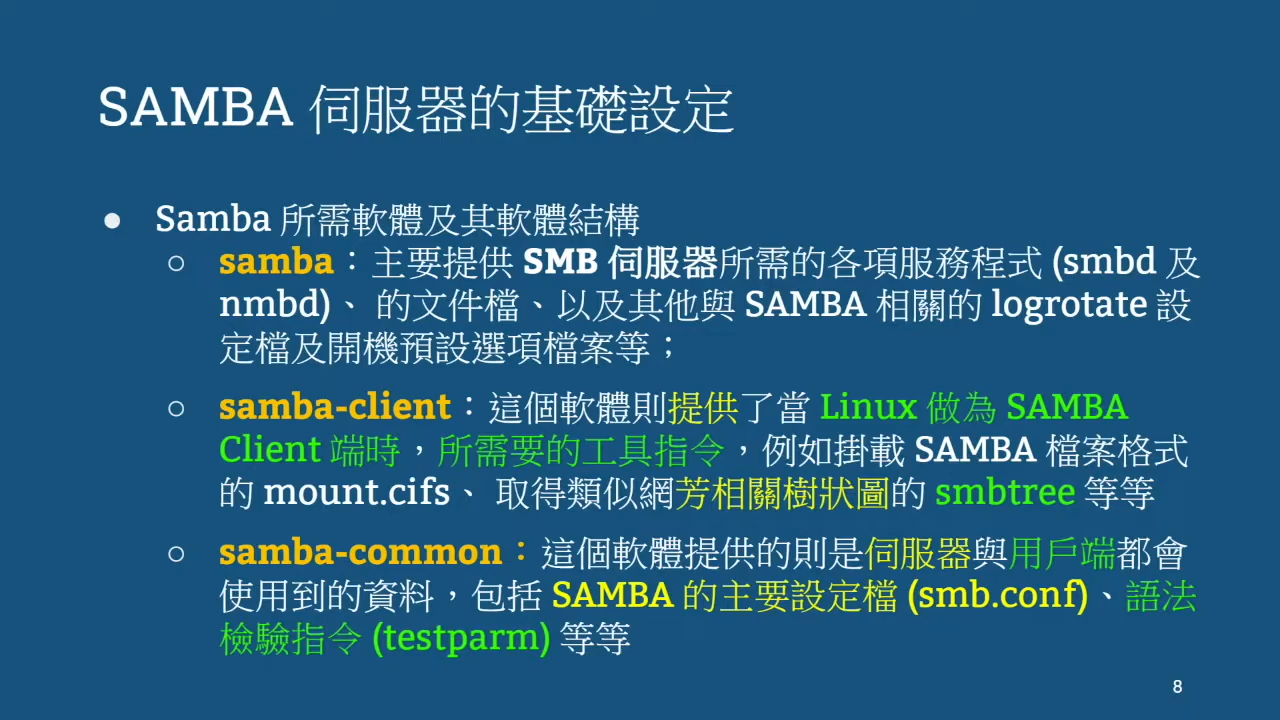 SAMBA 伺服器的基礎設定
● Samba 所需軟體及其軟體結構
○ samba：主要提供 SMB 伺服器所需的各項服務程式 (smbd 及
nmbd)、 的文件檔、以及其他與 SAMBA 相關的 logrotate 設
定檔及開機預設選項檔案等；
○ samba-client：這個軟體則提供了當 Linux 做為 SAMBA
Client 端時，所需要的工具指令，例如掛載 SAMBA 檔案格式
的 mount.cifs、 取得類似網芳相關樹狀圖的 smbtree 等等
○ samba-common：這個軟體提供的則是伺服器與用戶端都會
使用到的資料，包括 SAMBA 的主要設定檔 (smb.conf)、語法
檢驗指令 (testparm) 等等
8